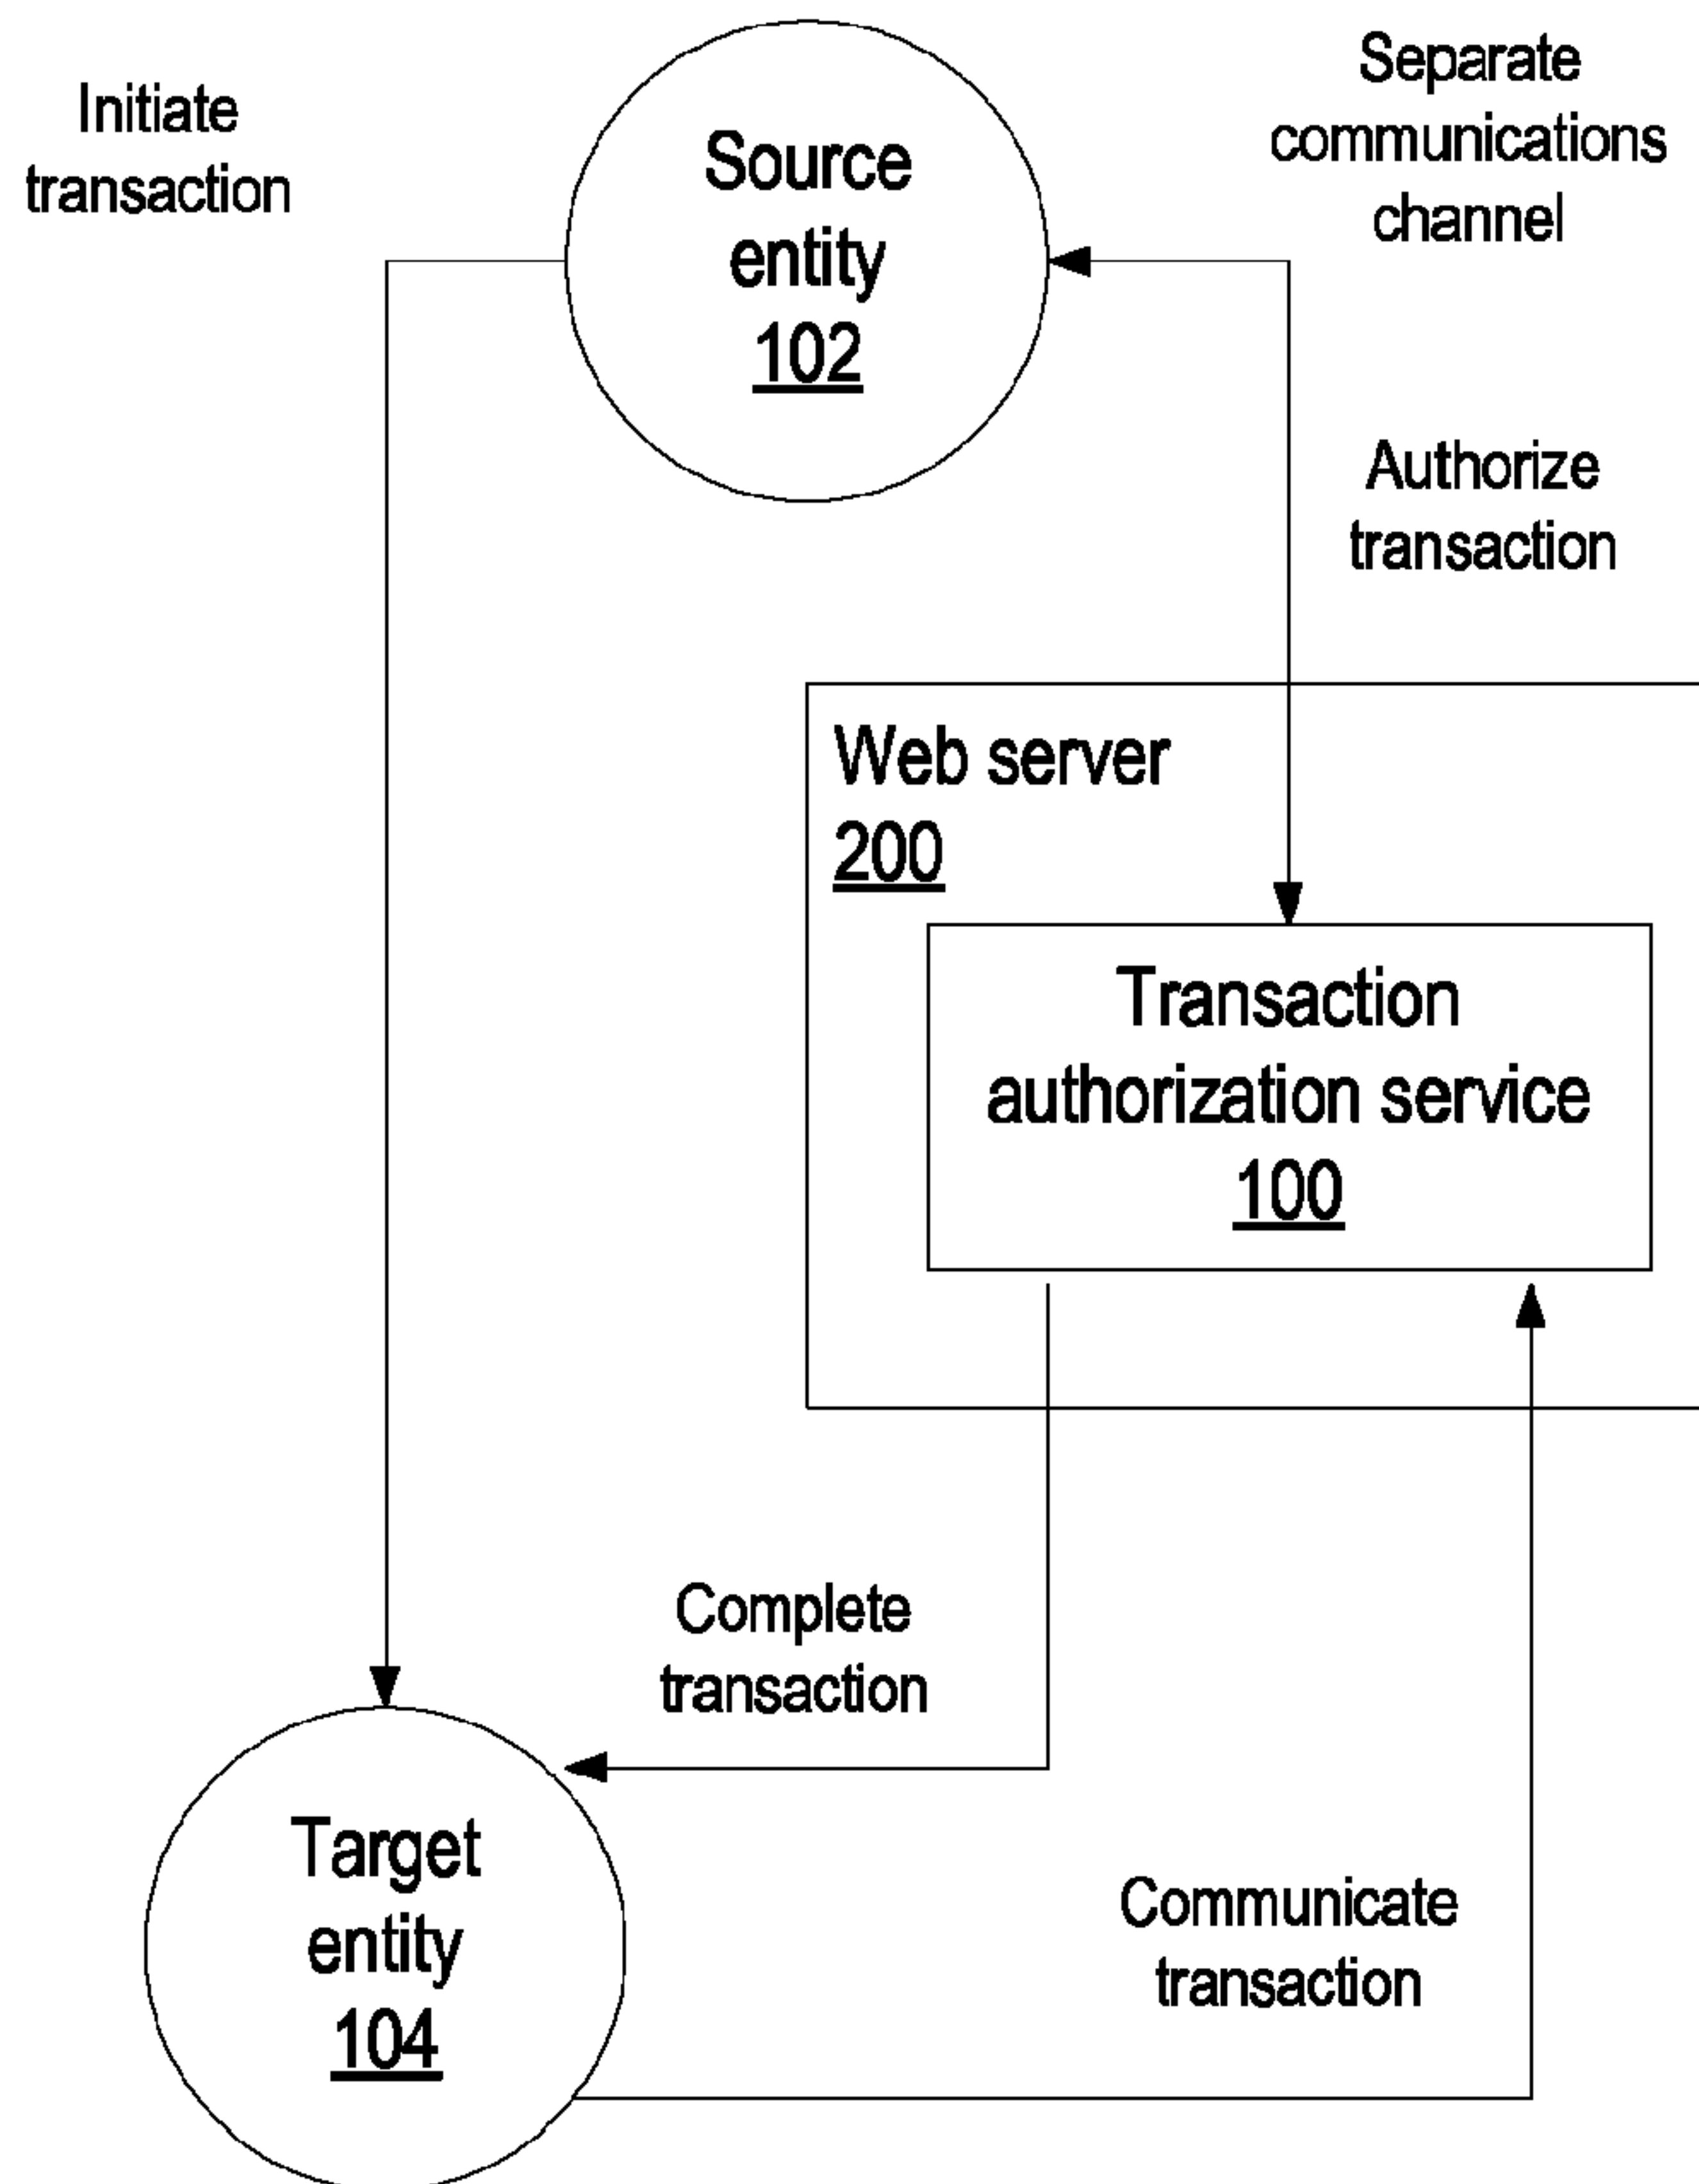 Initiate
transaction
Source
entity
102
Separate
communications
channel
Authorize
transaction
Web server
200
Transaction
authorization service
100
Complete
transaction
Target
entity
104
Communicate
transaction